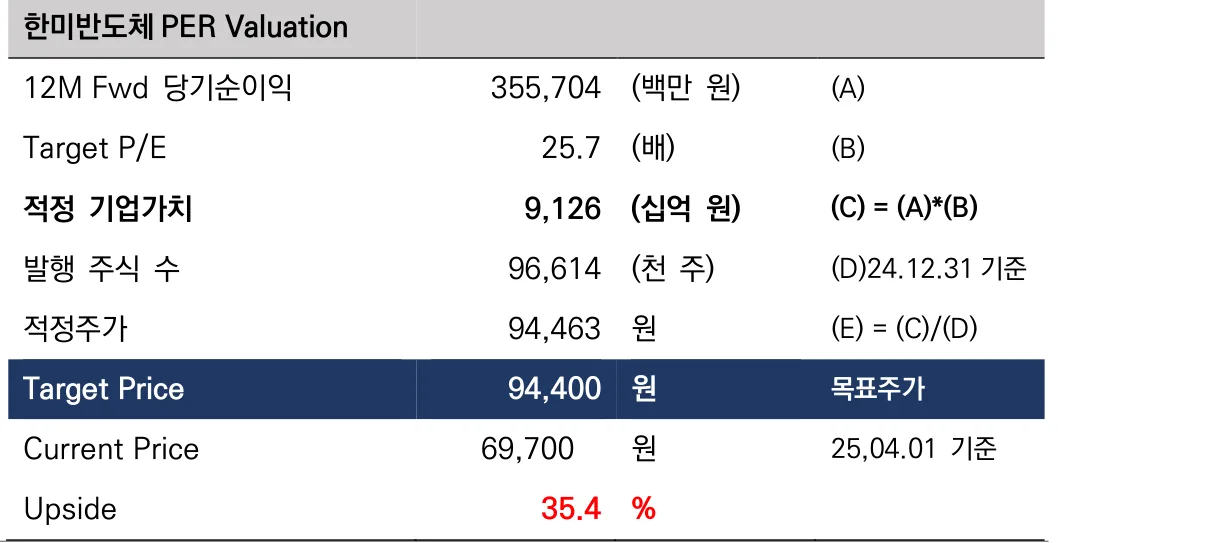 한미반도체 PER Valuation
12M Fwd 당기순이익 355,704 (백만 원) (A)
Target P/E 25.7 (배) (B)
적정 기업가치 9,126 (십억 원) (C) = (A)*(B)
발행 주식 수 96,614 (천 주) (D)24.12.31 기준
적정주가 94,463 원 (E) = (C)/(D)
Target Price 94,400 원 목표주가
Current Price 69,700 원 25,04.01 기준
Upside 35.4 %